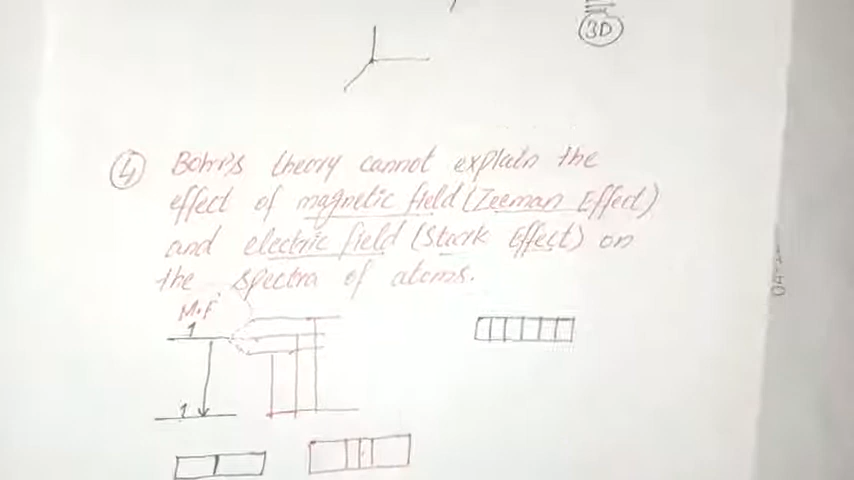 3D
4 Bohr's theory cannot explain the
effect of magnetic field (Zeeman Effect)
and electric field (Stark Effect) on
the spectra of atoms.
M.F
1
1